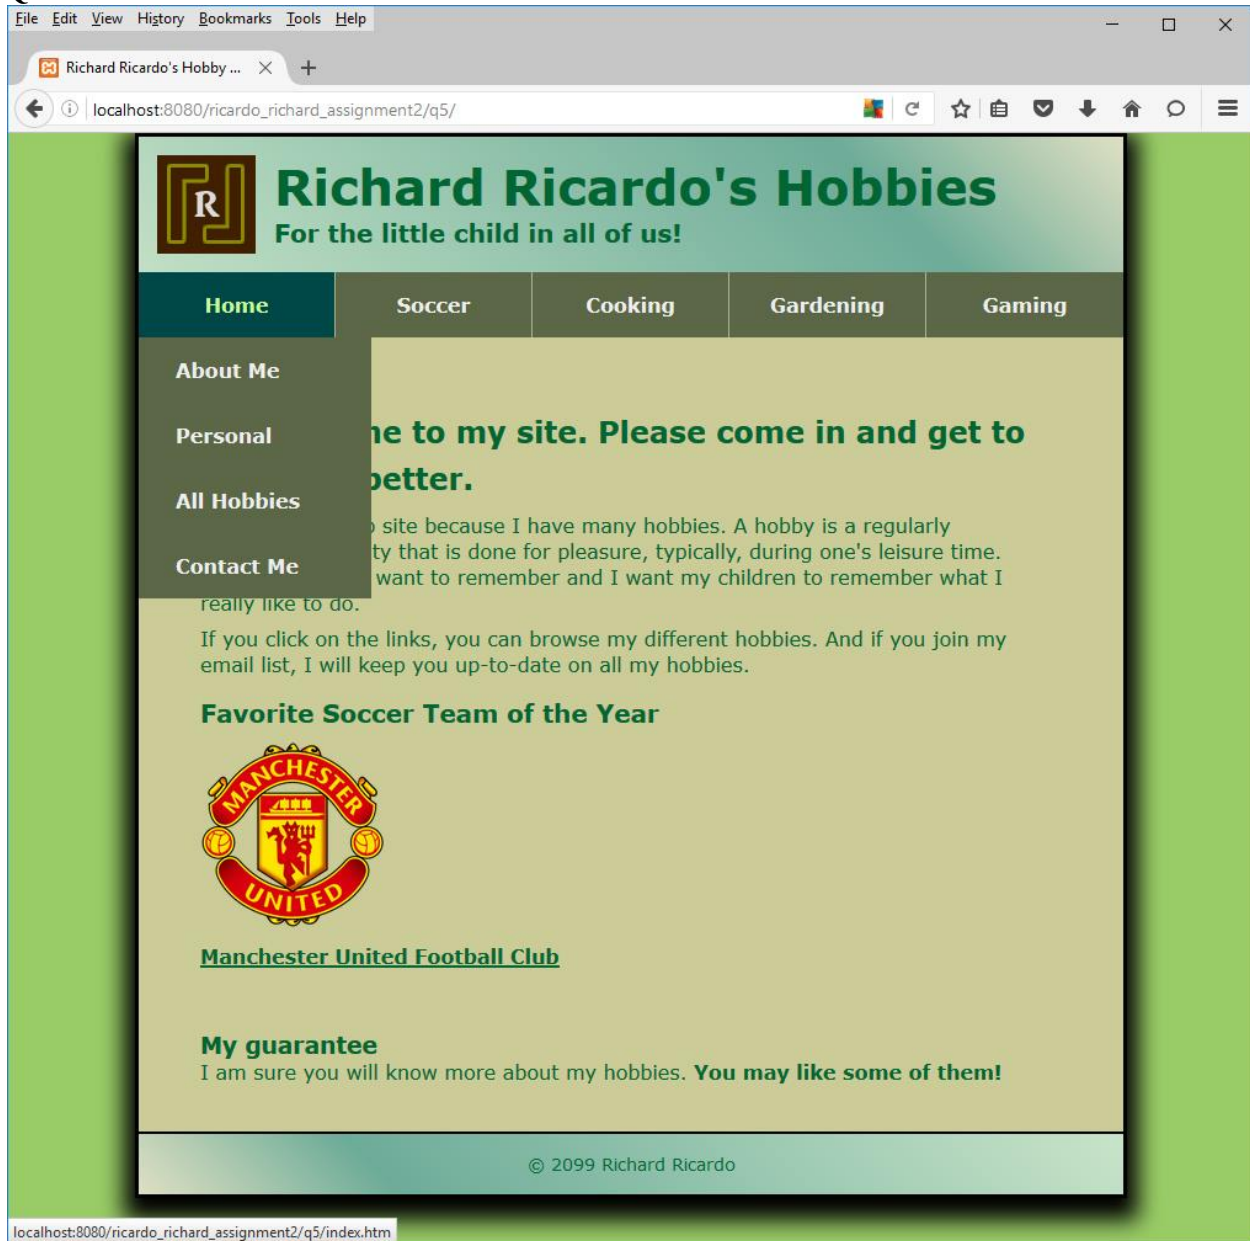 File Edit View History Bookmarks Tools Help
Richard Ricardo's Hobby ...
localhost:8080/ricardo_richard_assignment2/q5/
R
Richard Ricardo's Hobbies
For the little child in all of us!
Home Soccer Cooking Gardening Gaming
About Me
Personal
All Hobbies
Contact Me
me to my site. Please come in and get to
better.
site because I have many hobbies. A hobby is a regularly
ty that is done for pleasure, typically, during one's leisure time.
want to remember and I want my children to remember what I
really like to do.
If you click on the links, you can browse my different hobbies. And if you join my
email list, I will keep you up-to-date on all my hobbies.
Favorite Soccer Team of the Year
MANCHESTER
UNITED
Manchester United Football Club
My guarantee
I am sure you will know more about my hobbies. You may like some of them!
© 2099 Richard Ricardo
localhost:8080/ricardo_richard_assignment2/q5/index.htm